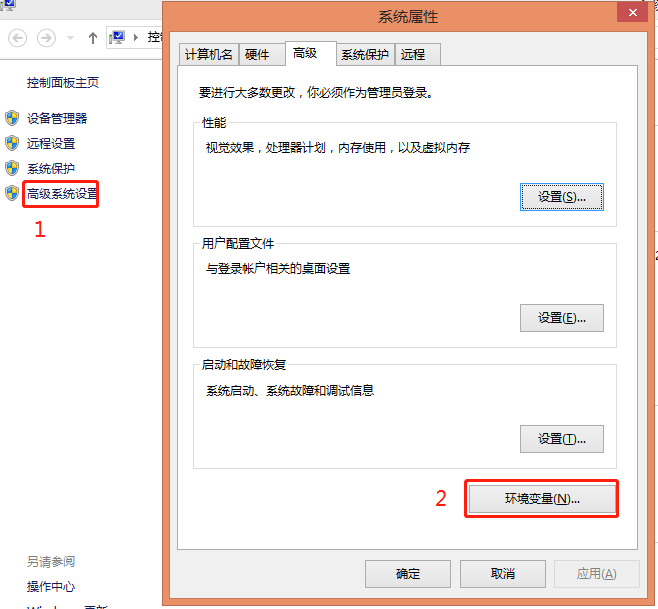 系统属性
控
计算机名
硬件
高级
系统保护
远程
控制面板主页
设备管理器
远程设置
系统保护
高级系统设置
1
要进行大多数更改，你必须作为管理员登录。
性能
视觉效果，处理器计划，内存使用，以及虚拟内存
设置(S)...
用户配置文件
与登录帐户相关的桌面设置
设置(E)...
启动和故障恢复
系统启动、系统故障和调试信息
设置(T)...
2
环境变量(N)...
确定
取消
应用(A)
另请参阅
操作中心
Windows 更新